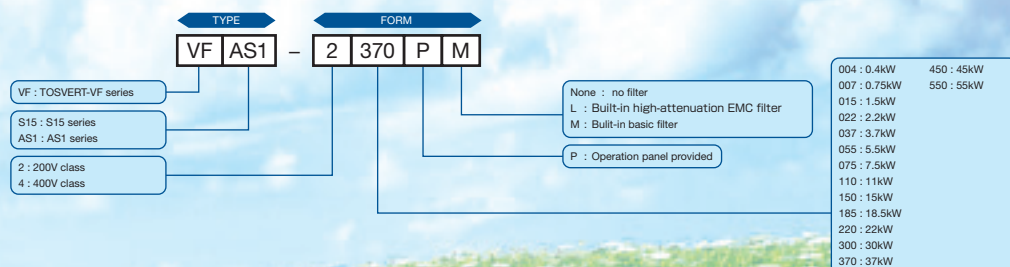 TYPE FORM
VF AS1 – 2 370 P M
VF : TOSVERT-VF series
S15 : S15 series
AS1 : AS1 series
2 : 200V class
4 : 400V class
None : no filter
L : Built-in high-attenuation EMC filter
M : Bulit-in basic filter
P : Operation panel provided
004 : 0.4kW 450 : 45kW
007 : 0.75kW 550 : 55kW
015 : 1.5kW
022 : 2.2kW
037 : 3.7kW
055 : 5.5kW
075 : 7.5kW
110 : 11kW
150 : 15kW
185 : 18.5kW
220 : 22kW
300 : 30kW
370 : 37kW